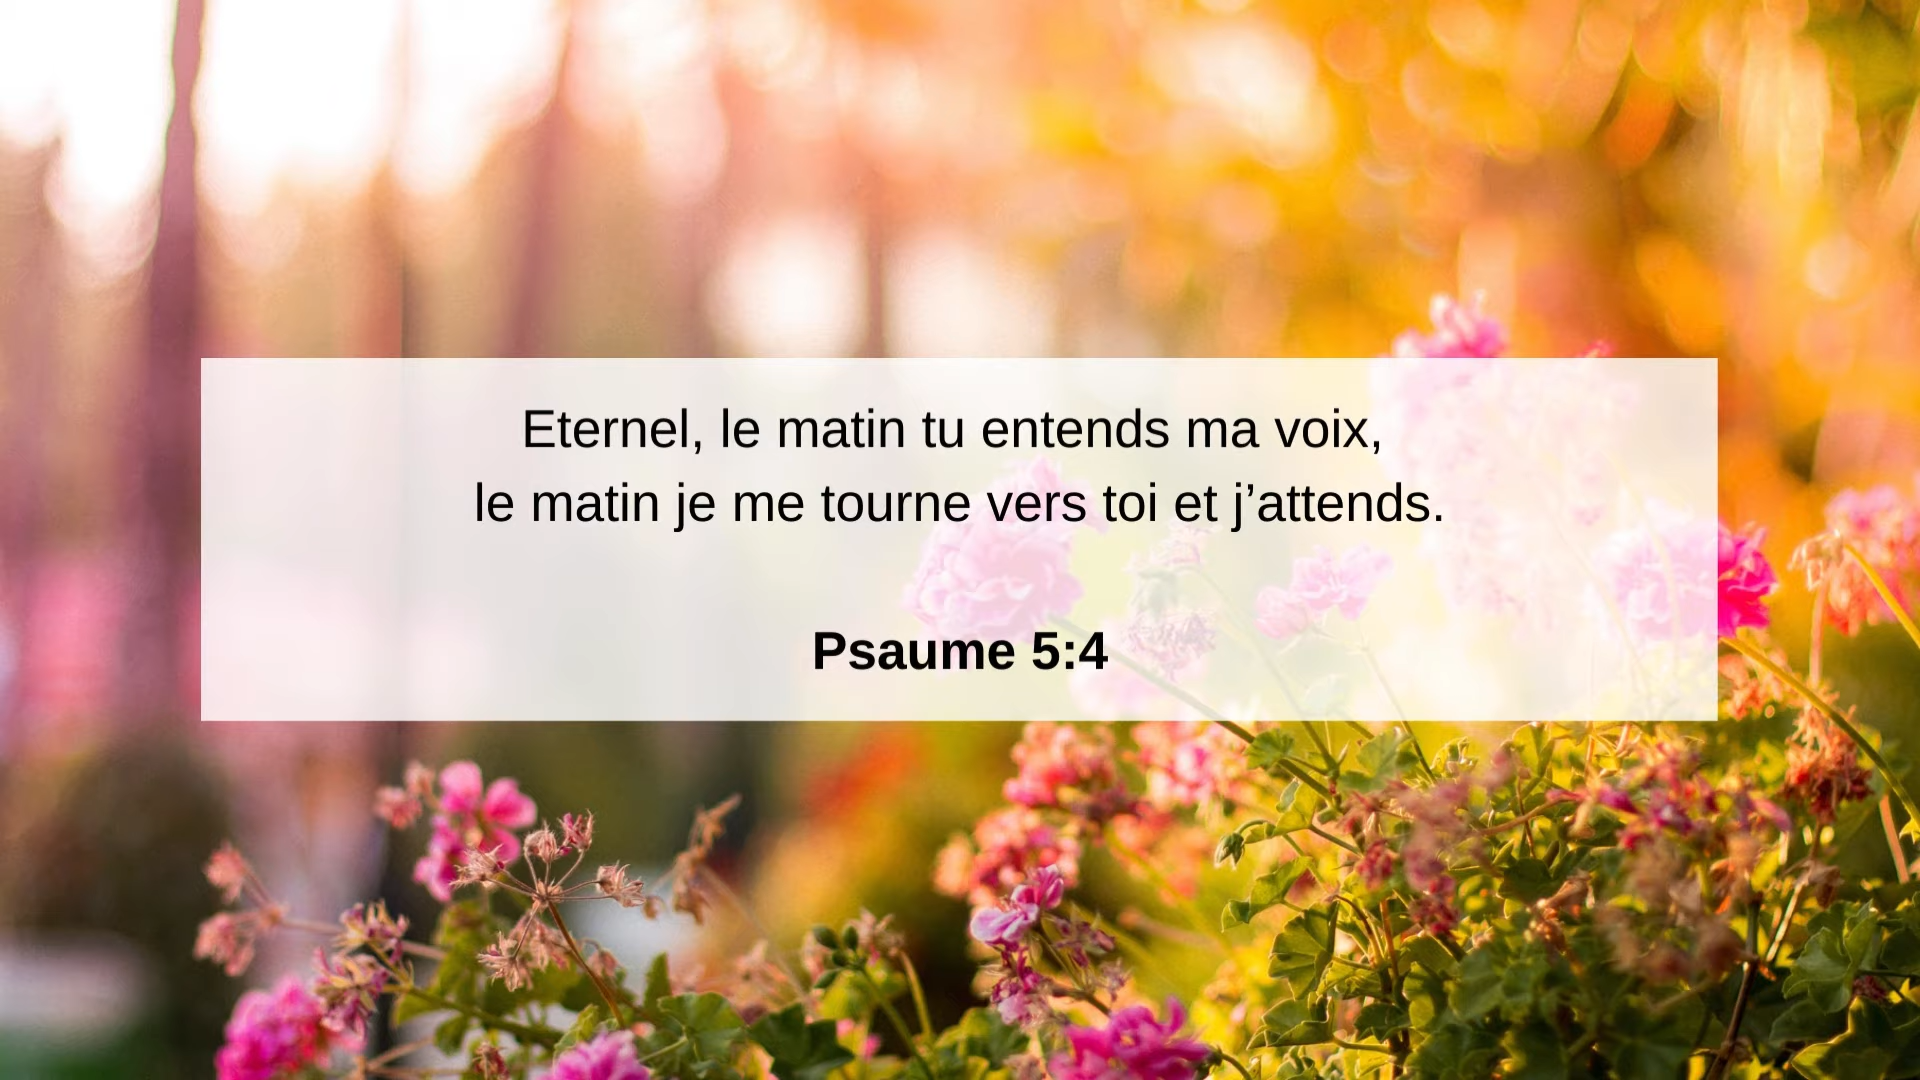 Eternel, le matin tu entends ma voix,
le matin je me tourne vers toi et j’attends.
Psaume 5:4